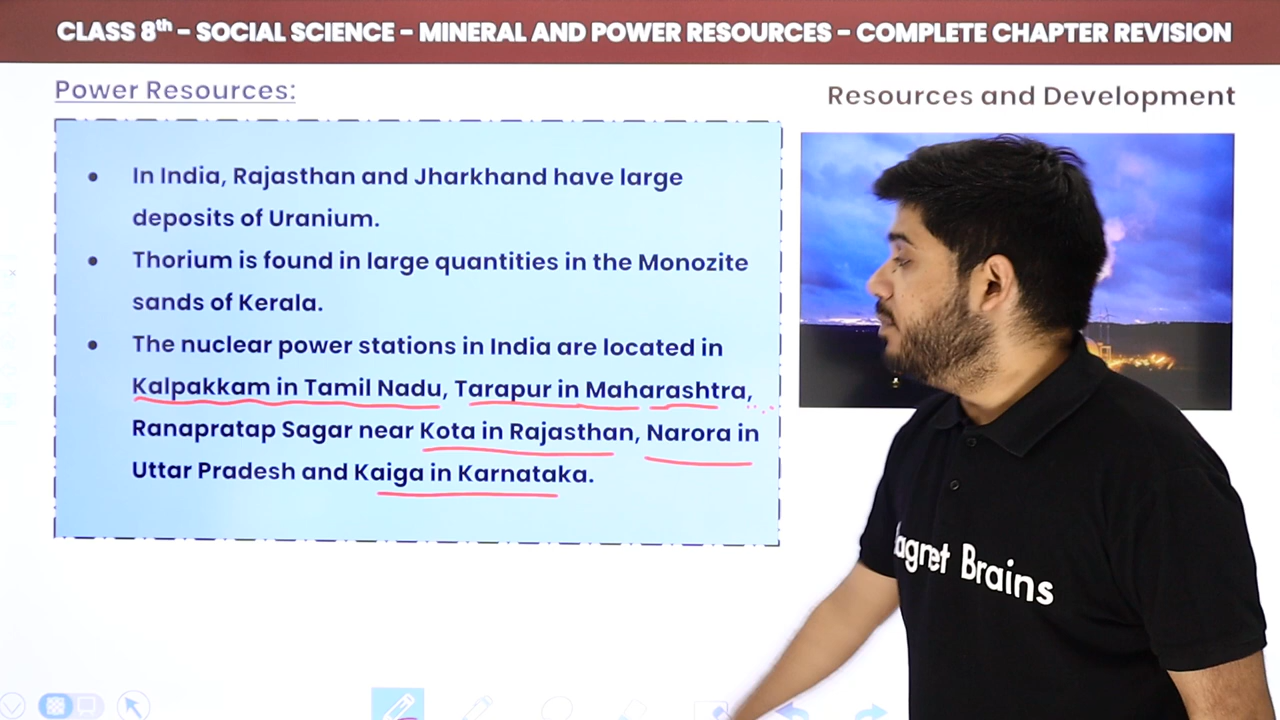 CLASS 8th – SOCIAL SCIENCE – MINERAL AND POWER RESOURCES – COMPLETE CHAPTER REVISION
Power Resources:
Resources and Development
• In India, Rajasthan and Jharkhand have large
deposits of Uranium.
• Thorium is found in large quantities in the Monozite
sands of Kerala.
• The nuclear power stations in India are located in
Kalpakkam in Tamil Nadu, Tarapur in Maharashtra,
Ranapratap Sagar near Kota in Rajasthan, Narora in
Uttar Pradesh and Kaiga in Karnataka.
agnet Brains